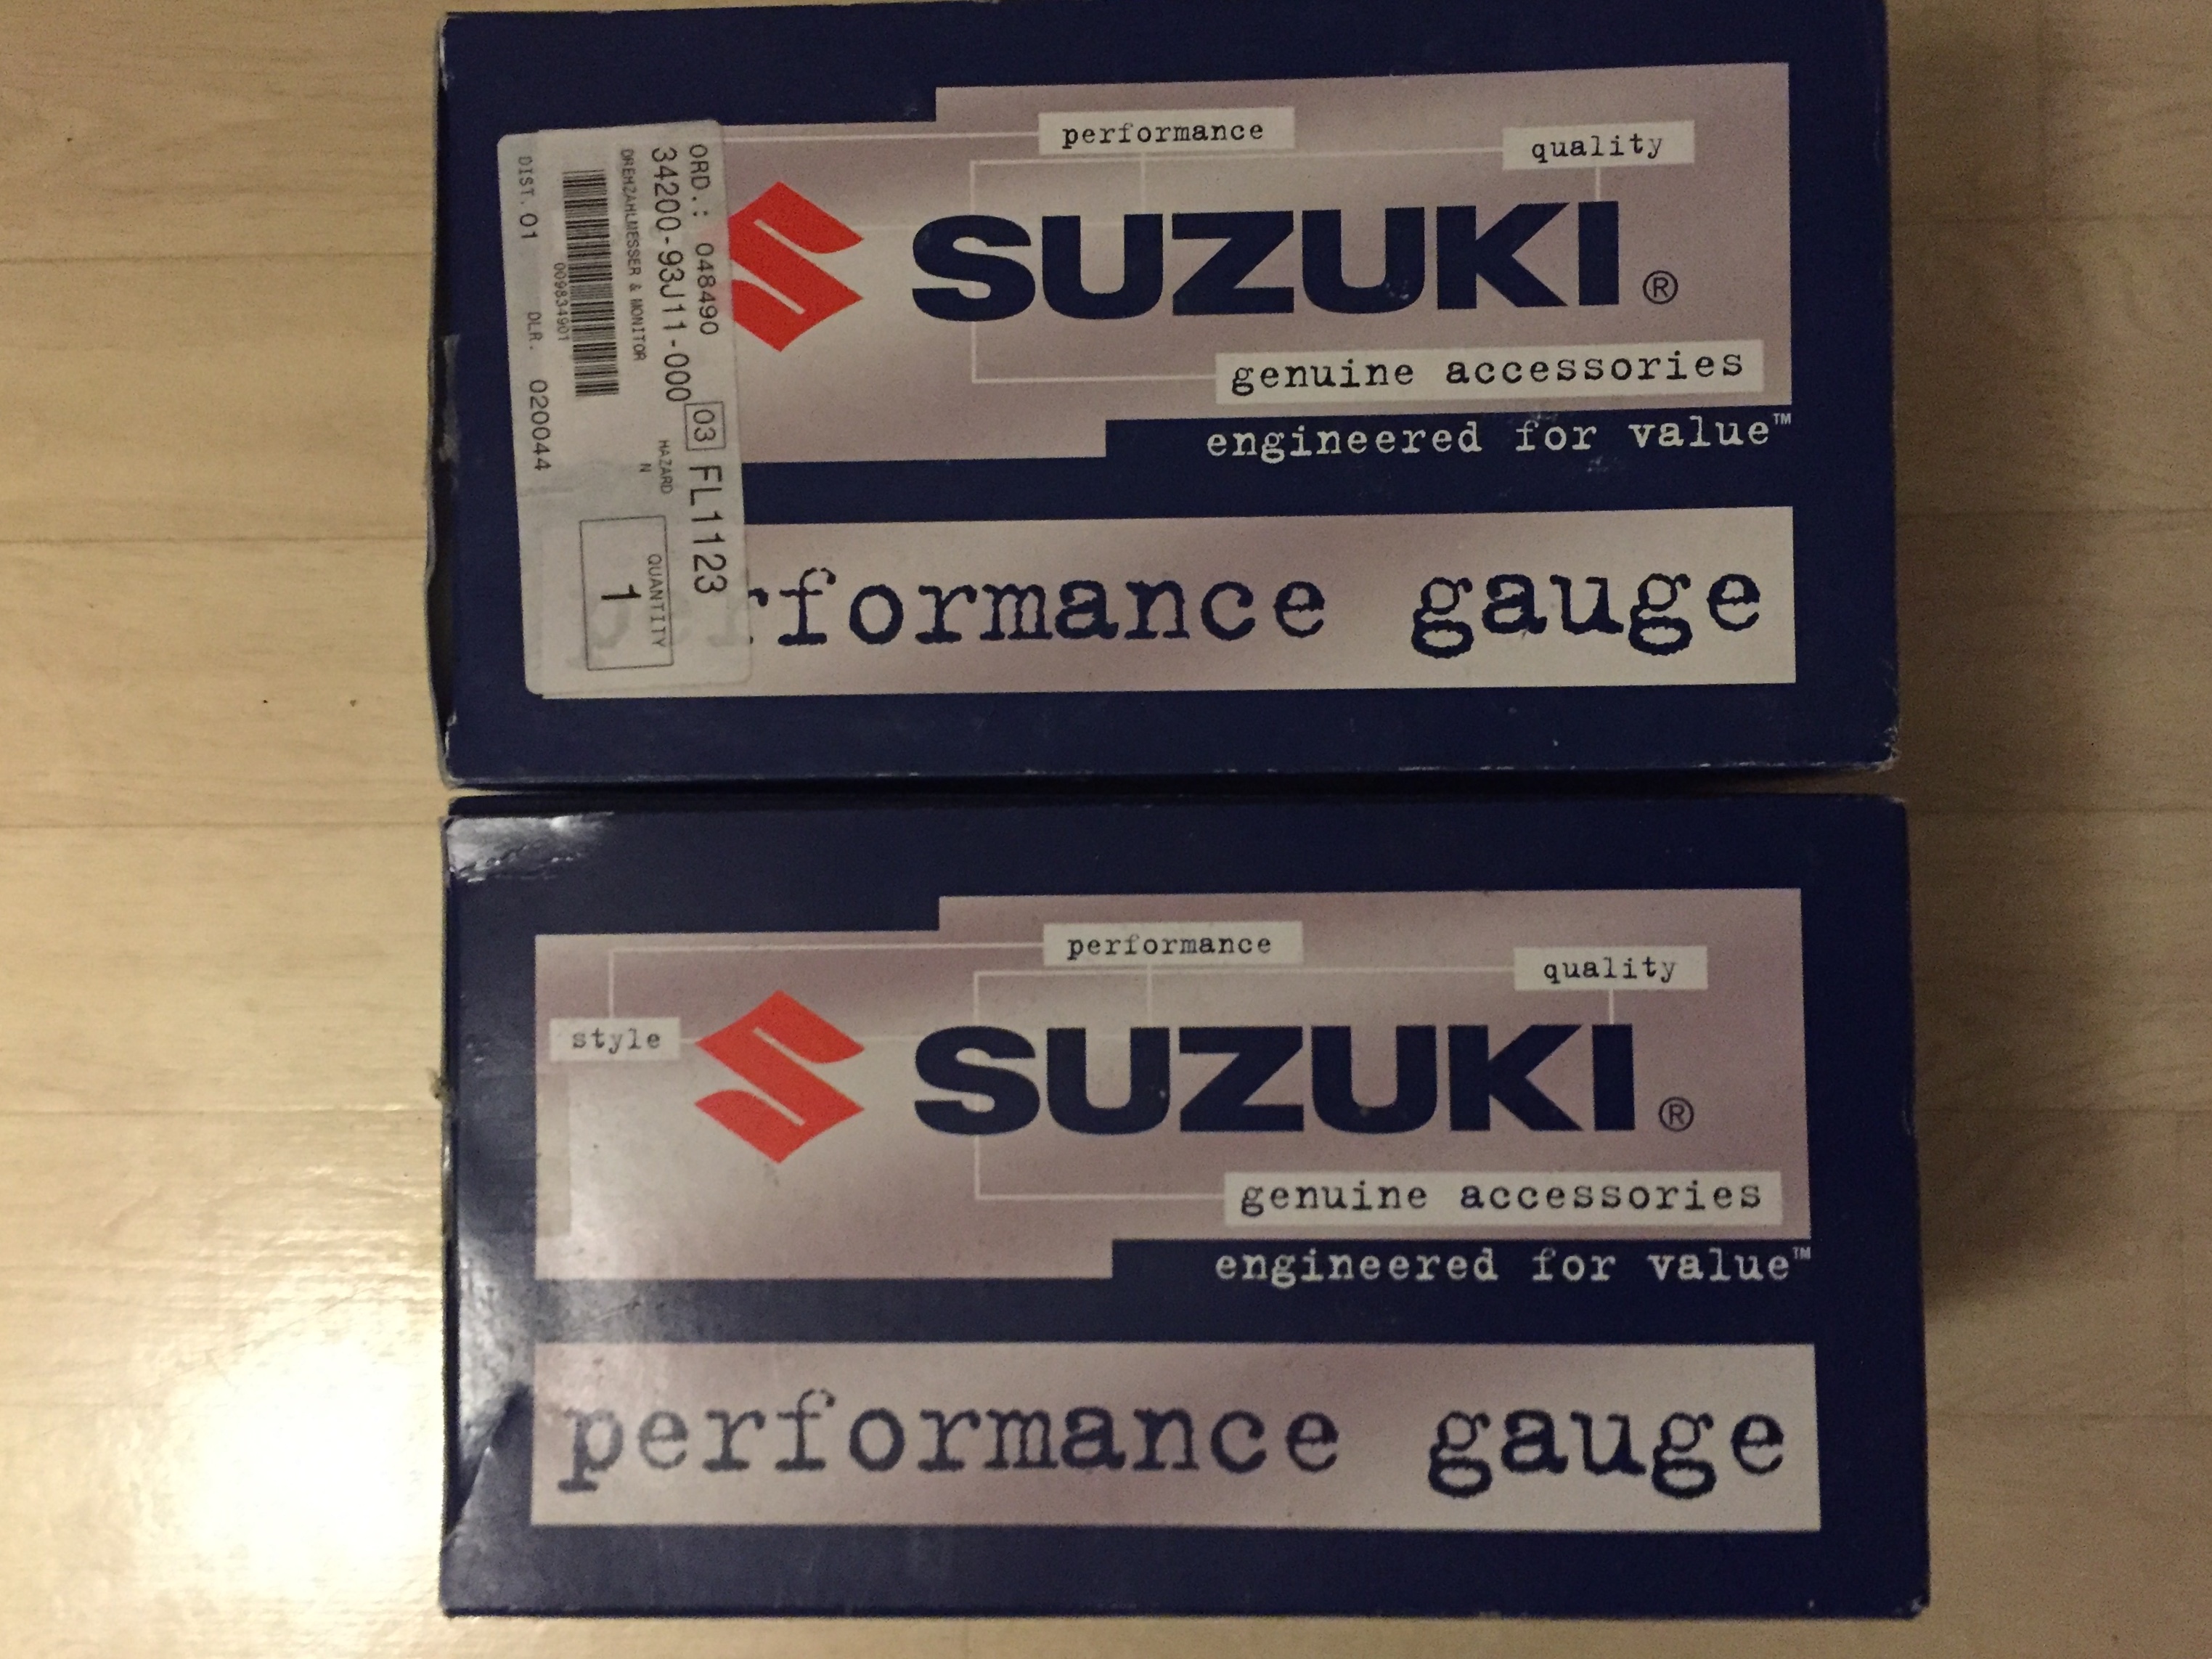 performance
quality
SUZUKI®
genuine accessories
engineered for value™
rformance gauge
ORD.: 048490 03 FL1123
34200-93J11-000
HAZARD
N
DREHZAHLMESSER & MONITOR
QUANTITY
1
009834901
DIST. 01 DLR. 020044
performance
quality
style
SUZUKI®
genuine accessories
engineered for value™
performance gauge